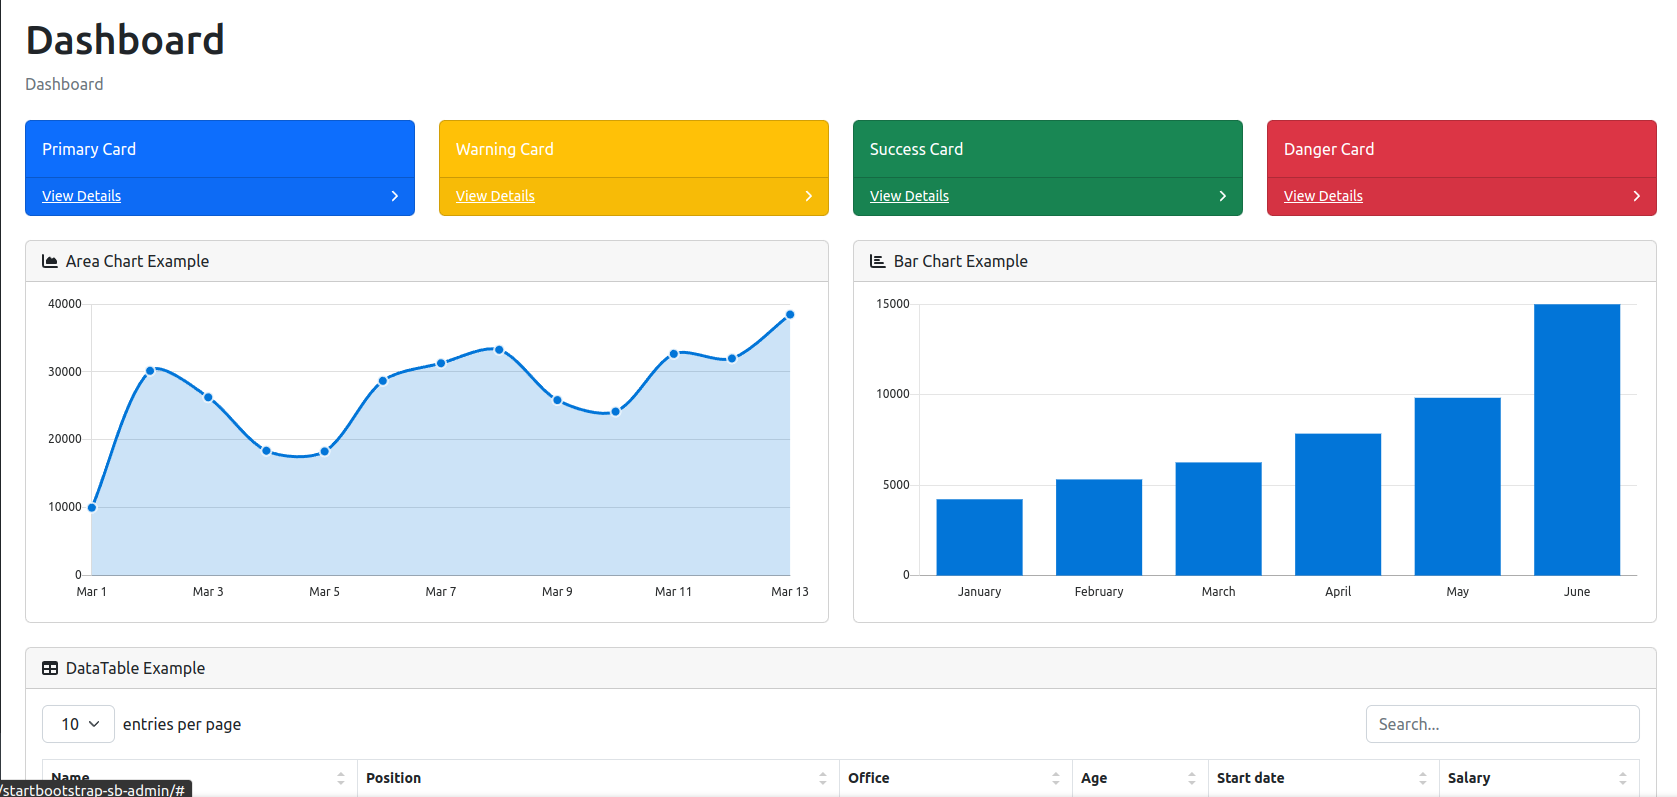 Dashboard
Dashboard
Primary Card
View Details
Warning Card
View Details
Success Card
View Details
Danger Card
View Details
Area Chart Example
40000
30000
20000
10000
0
Mar 1 Mar 3 Mar 5 Mar 7 Mar 9 Mar 11 Mar 13
Bar Chart Example
15000
10000
5000
0
January February March April May June
DataTable Example
10 entries per page
Search...
Name Position Office Age Start date Salary
/startbootstrap-sb-admin/#